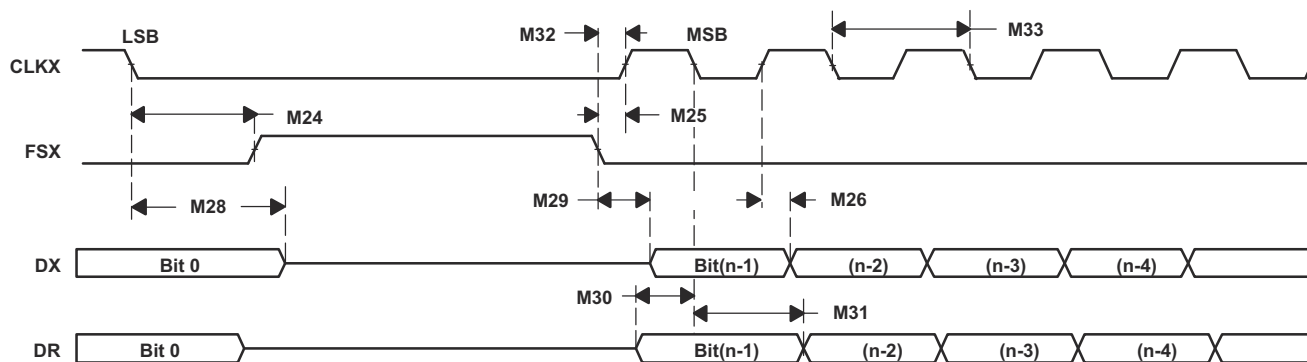 LSB
M32
MSB
M33
CLKX
M24
M25
FSX
M28
M29
M26
DX
Bit 0
Bit(n-1)
(n-2)
(n-3)
(n-4)
M30
M31
DR
Bit 0
Bit(n-1)
(n-2)
(n-3)
(n-4)